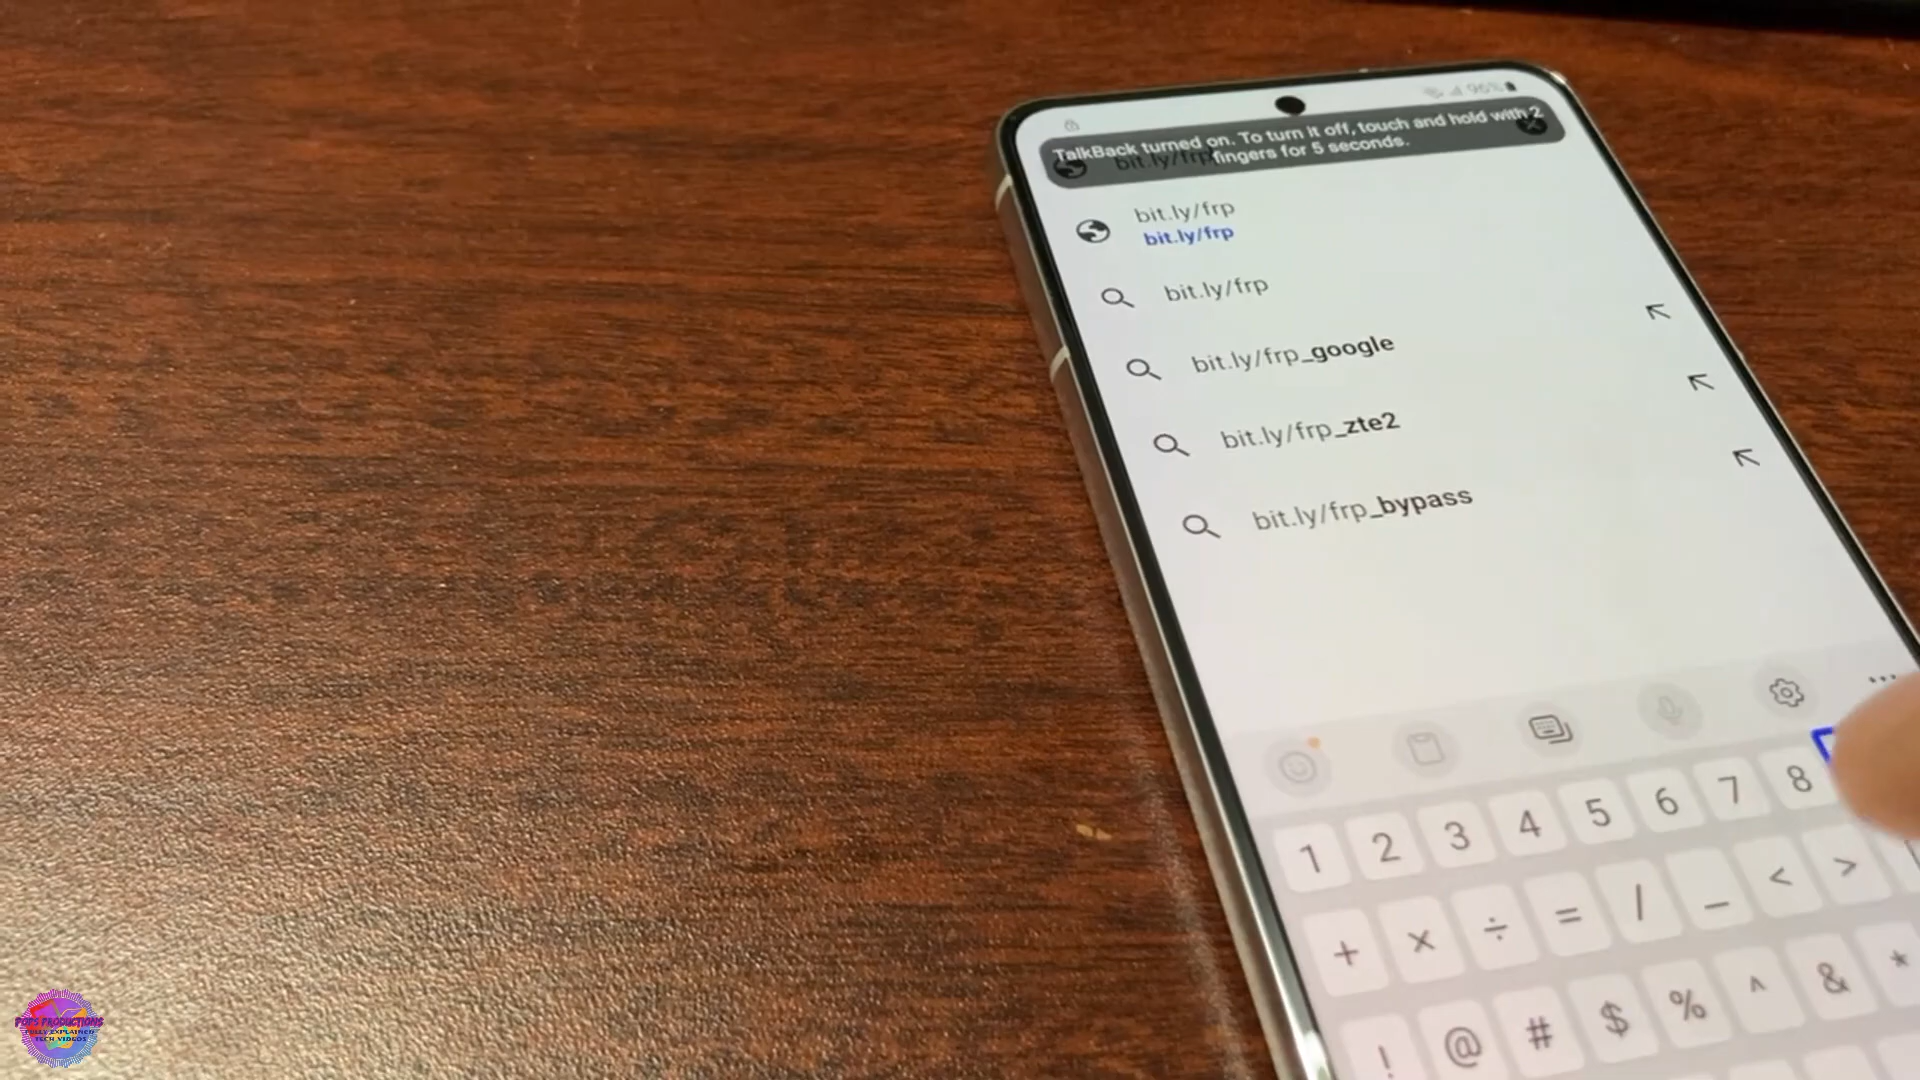 96%
TalkBack turned on. To turn it off, touch and hold with 2
fingers for 5 seconds.
bit.ly/frp
bit.ly/frp
bit.ly/frp
bit.ly/frp
bit.ly/frp_google
bit.ly/frp_zte2
bit.ly/frp_bypass
1 2 3 4 5 6 7 8
+ × ÷ = / _ < >
! @ # $ % ^ & *
POPS PRODUCTIONS
FULLY EXPLAINED
TECH VIDEOS